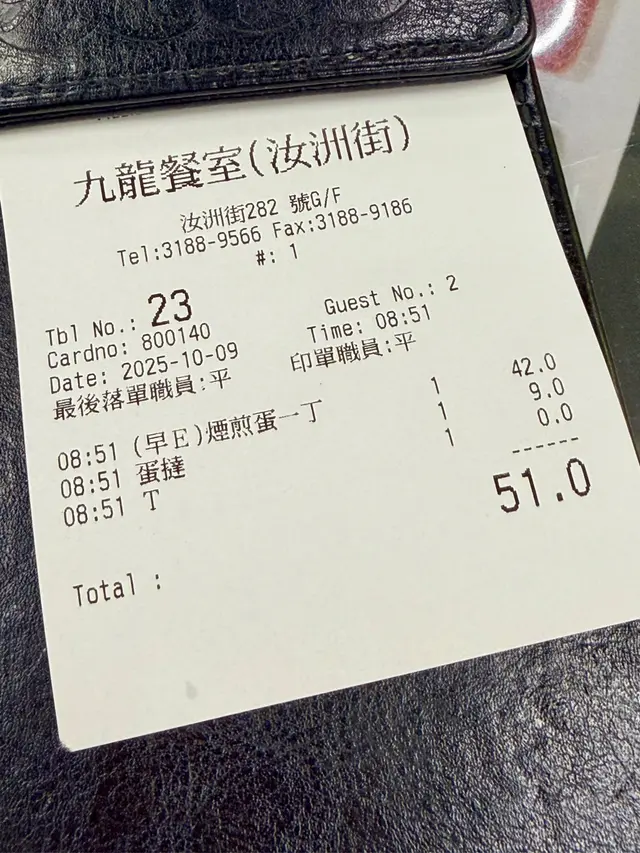 九龍餐室(汝洲街)
汝洲街282 號G/F
Tel:3188-9566 Fax:3188-9186
#: 1
Tbl No.: 23 Guest No.: 2
Cardno: 800140 Time: 08:51
Date: 2025-10-09 印單職員:平
最後落單職員:平
08:51 (早E)煙煎蛋一丁 1 42.0
08:51 蛋撻 1 9.0
08:51 T 1 0.0
------
Total : 51.0